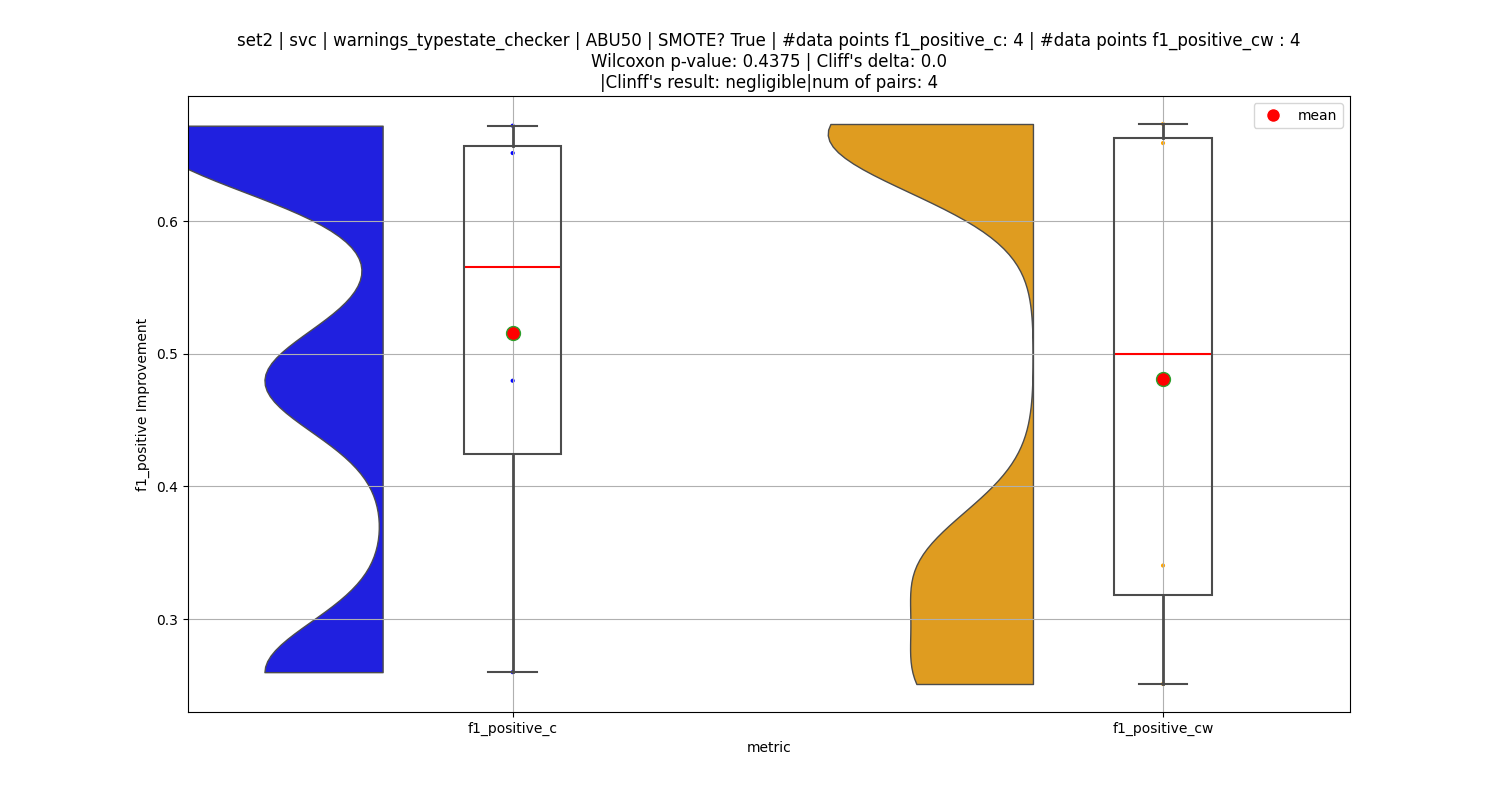 set2 | svc | warnings_typestate_checker | ABU50 | SMOTE? True | #data points f1_positive_c: 4 | #data points f1_positive_cw : 4
Wilcoxon p-value: 0.4375 | Cliff's delta: 0.0
|Clinff's result: negligible|num of pairs: 4
mean
0.6
0.5
0.4
0.3
f1_positive Improvement
f1_positive_c
f1_positive_cw
metric